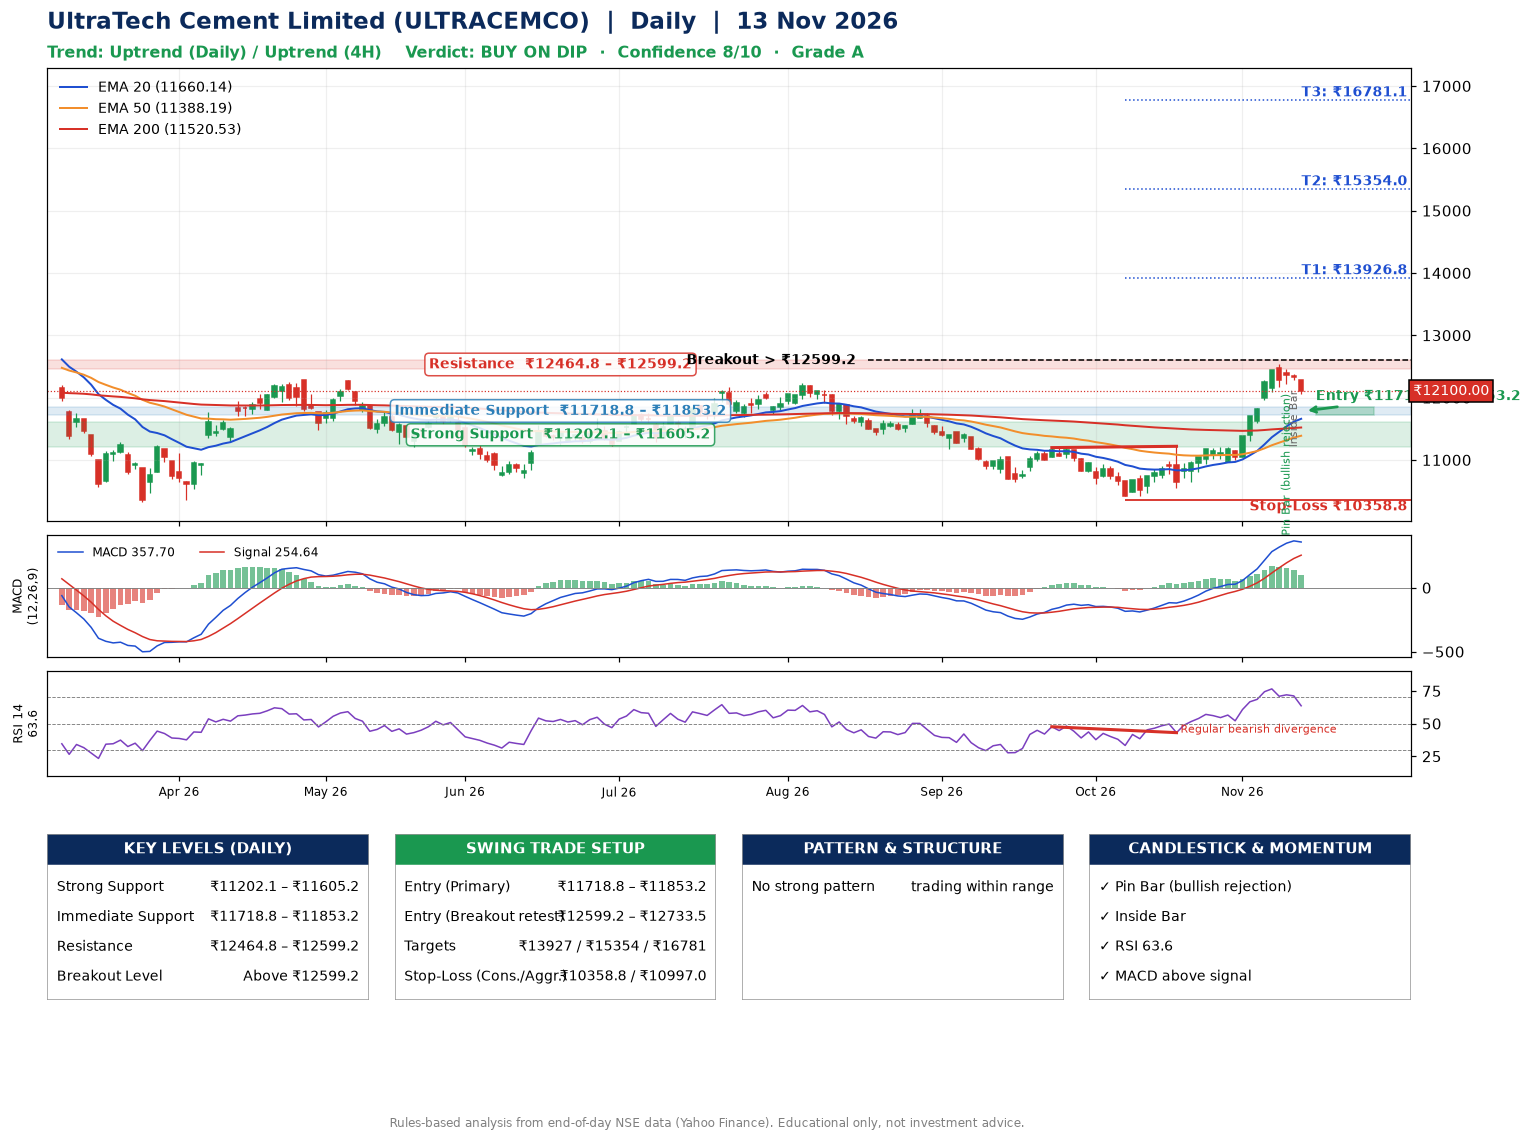 UltraTech Cement Limited (ULTRACEMCO) | Daily | 13 Nov 2026
Trend: Uptrend (Daily) / Uptrend (4H) Verdict: BUY ON DIP · Confidence 8/10 · Grade A
EMA 20 (11660.14)
EMA 50 (11388.19)
EMA 200 (11520.53)
T3: ₹16781.1
T2: ₹15354.0
T1: ₹13926.8
17000
16000
15000
14000
13000
11000
Resistance ₹12464.8 – ₹12599.2
Breakout > ₹12599.2
₹12100.00
Immediate Support ₹11718.8 – ₹11853.2
Strong Support ₹11202.1 – ₹11605.2
Stop-Loss ₹10358.8
Pin Bar (bullish rejection)
Inside Bar
MACD 357.70 Signal 254.64
MACD
(12,26,9)
0
−500
RSI 14
63.6
75
50
25
Regular bearish divergence
Apr 26 May 26 Jun 26 Jul 26 Aug 26 Sep 26 Oct 26 Nov 26
KEY LEVELS (DAILY)
Strong Support ₹11202.1 – ₹11605.2
Immediate Support ₹11718.8 – ₹11853.2
Resistance ₹12464.8 – ₹12599.2
Breakout Level Above ₹12599.2
SWING TRADE SETUP
Entry (Primary) ₹11718.8 – ₹11853.2
Entry (Breakout retest) ₹12599.2 – ₹12733.5
Targets ₹13927 / ₹15354 / ₹16781
Stop-Loss (Cons./Aggr.) ₹10358.8 / ₹10997.0
PATTERN & STRUCTURE
No strong pattern trading within range
CANDLESTICK & MOMENTUM
✓ Pin Bar (bullish rejection)
✓ Inside Bar
✓ RSI 63.6
✓ MACD above signal
Rules-based analysis from end-of-day NSE data (Yahoo Finance). Educational only, not investment advice.